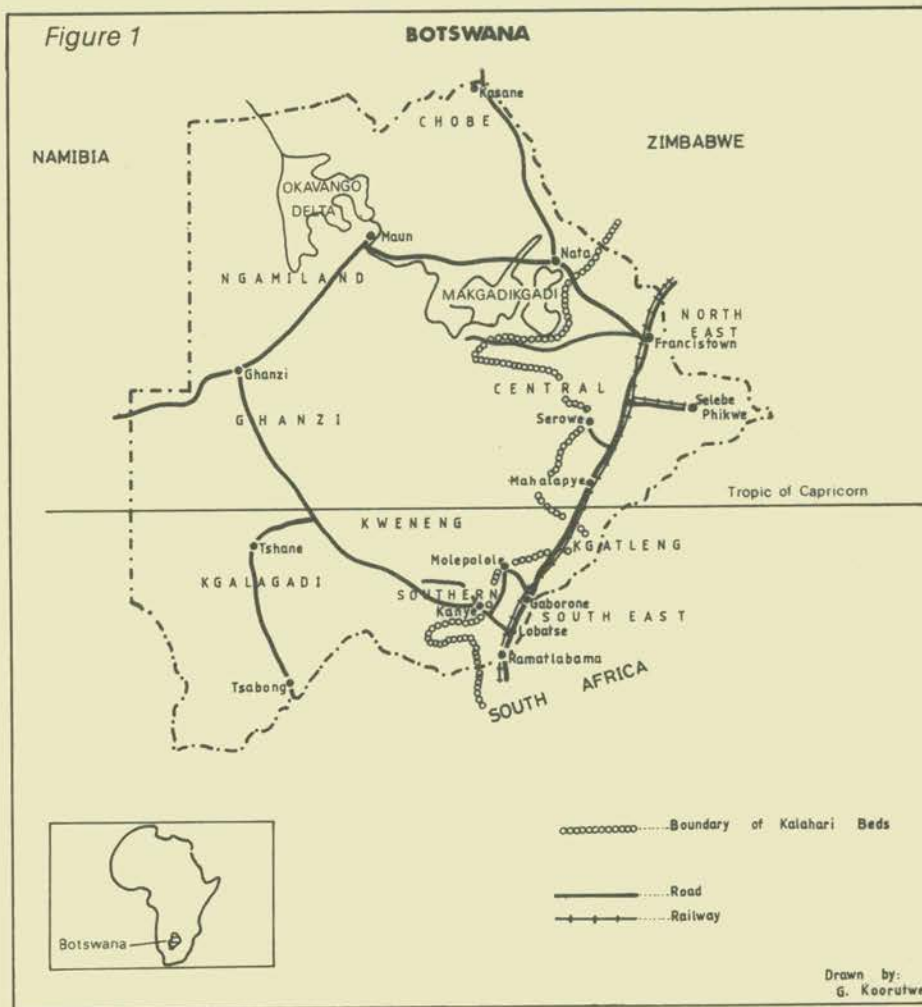 Figure 1
BOTSWANA
Kasane
CHOBE
NAMIBIA
ZIMBABWE
OKAVANGO
DELTA
Maun
Nata
NGAMILAND
MAKGADIKGADI
NORTH
EAST
Francistown
Ghanzi
CENTRAL
Selebe
Phikwe
GHANZI
Serowe
Mahalapye
Tropic of Capricorn
KWENENG
Tshane
Molepolole
KGATLENG
KGALAGADI
SOUTHERN
Kanye
Gaborone
SOUTH EAST
Lobatse
Ramatlabama
Tsabong
SOUTH AFRICA
Boundary of Kalahari Beds
Road
Railway
Botswana
Drawn by:
G. Koorutwe